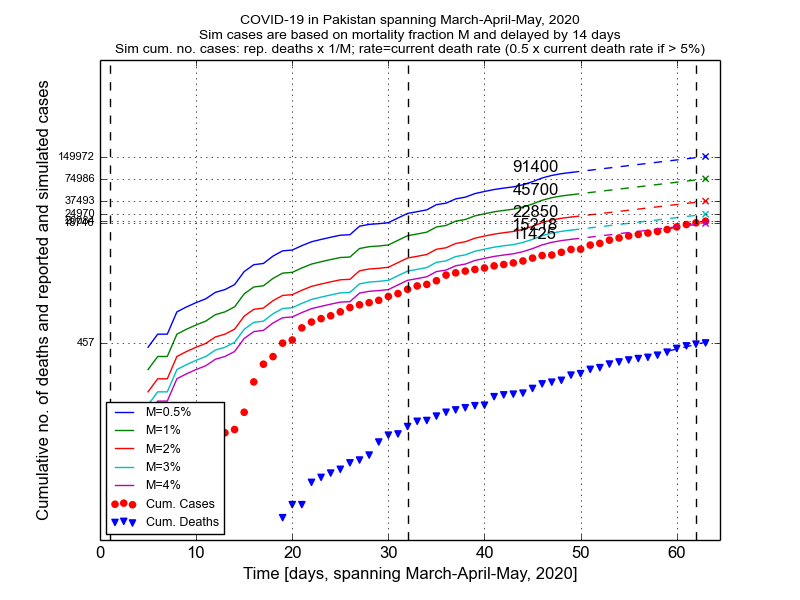 COVID-19 in Pakistan spanning March-April-May, 2020
Sim cases are based on mortality fraction M and delayed by 14 days
Sim cum. no. cases: rep. deaths x 1/M; rate=current death rate (0.5 x current death rate if > 5%)
Cumulative no. of deaths and reported and simulated cases
149972
74986
37493
24970
457
91400
45700
22850
15218
11425
M=0.5%
M=1%
M=2%
M=3%
M=4%
Cum. Cases
Cum. Deaths
0 10 20 30 40 50 60
Time [days, spanning March-April-May, 2020]